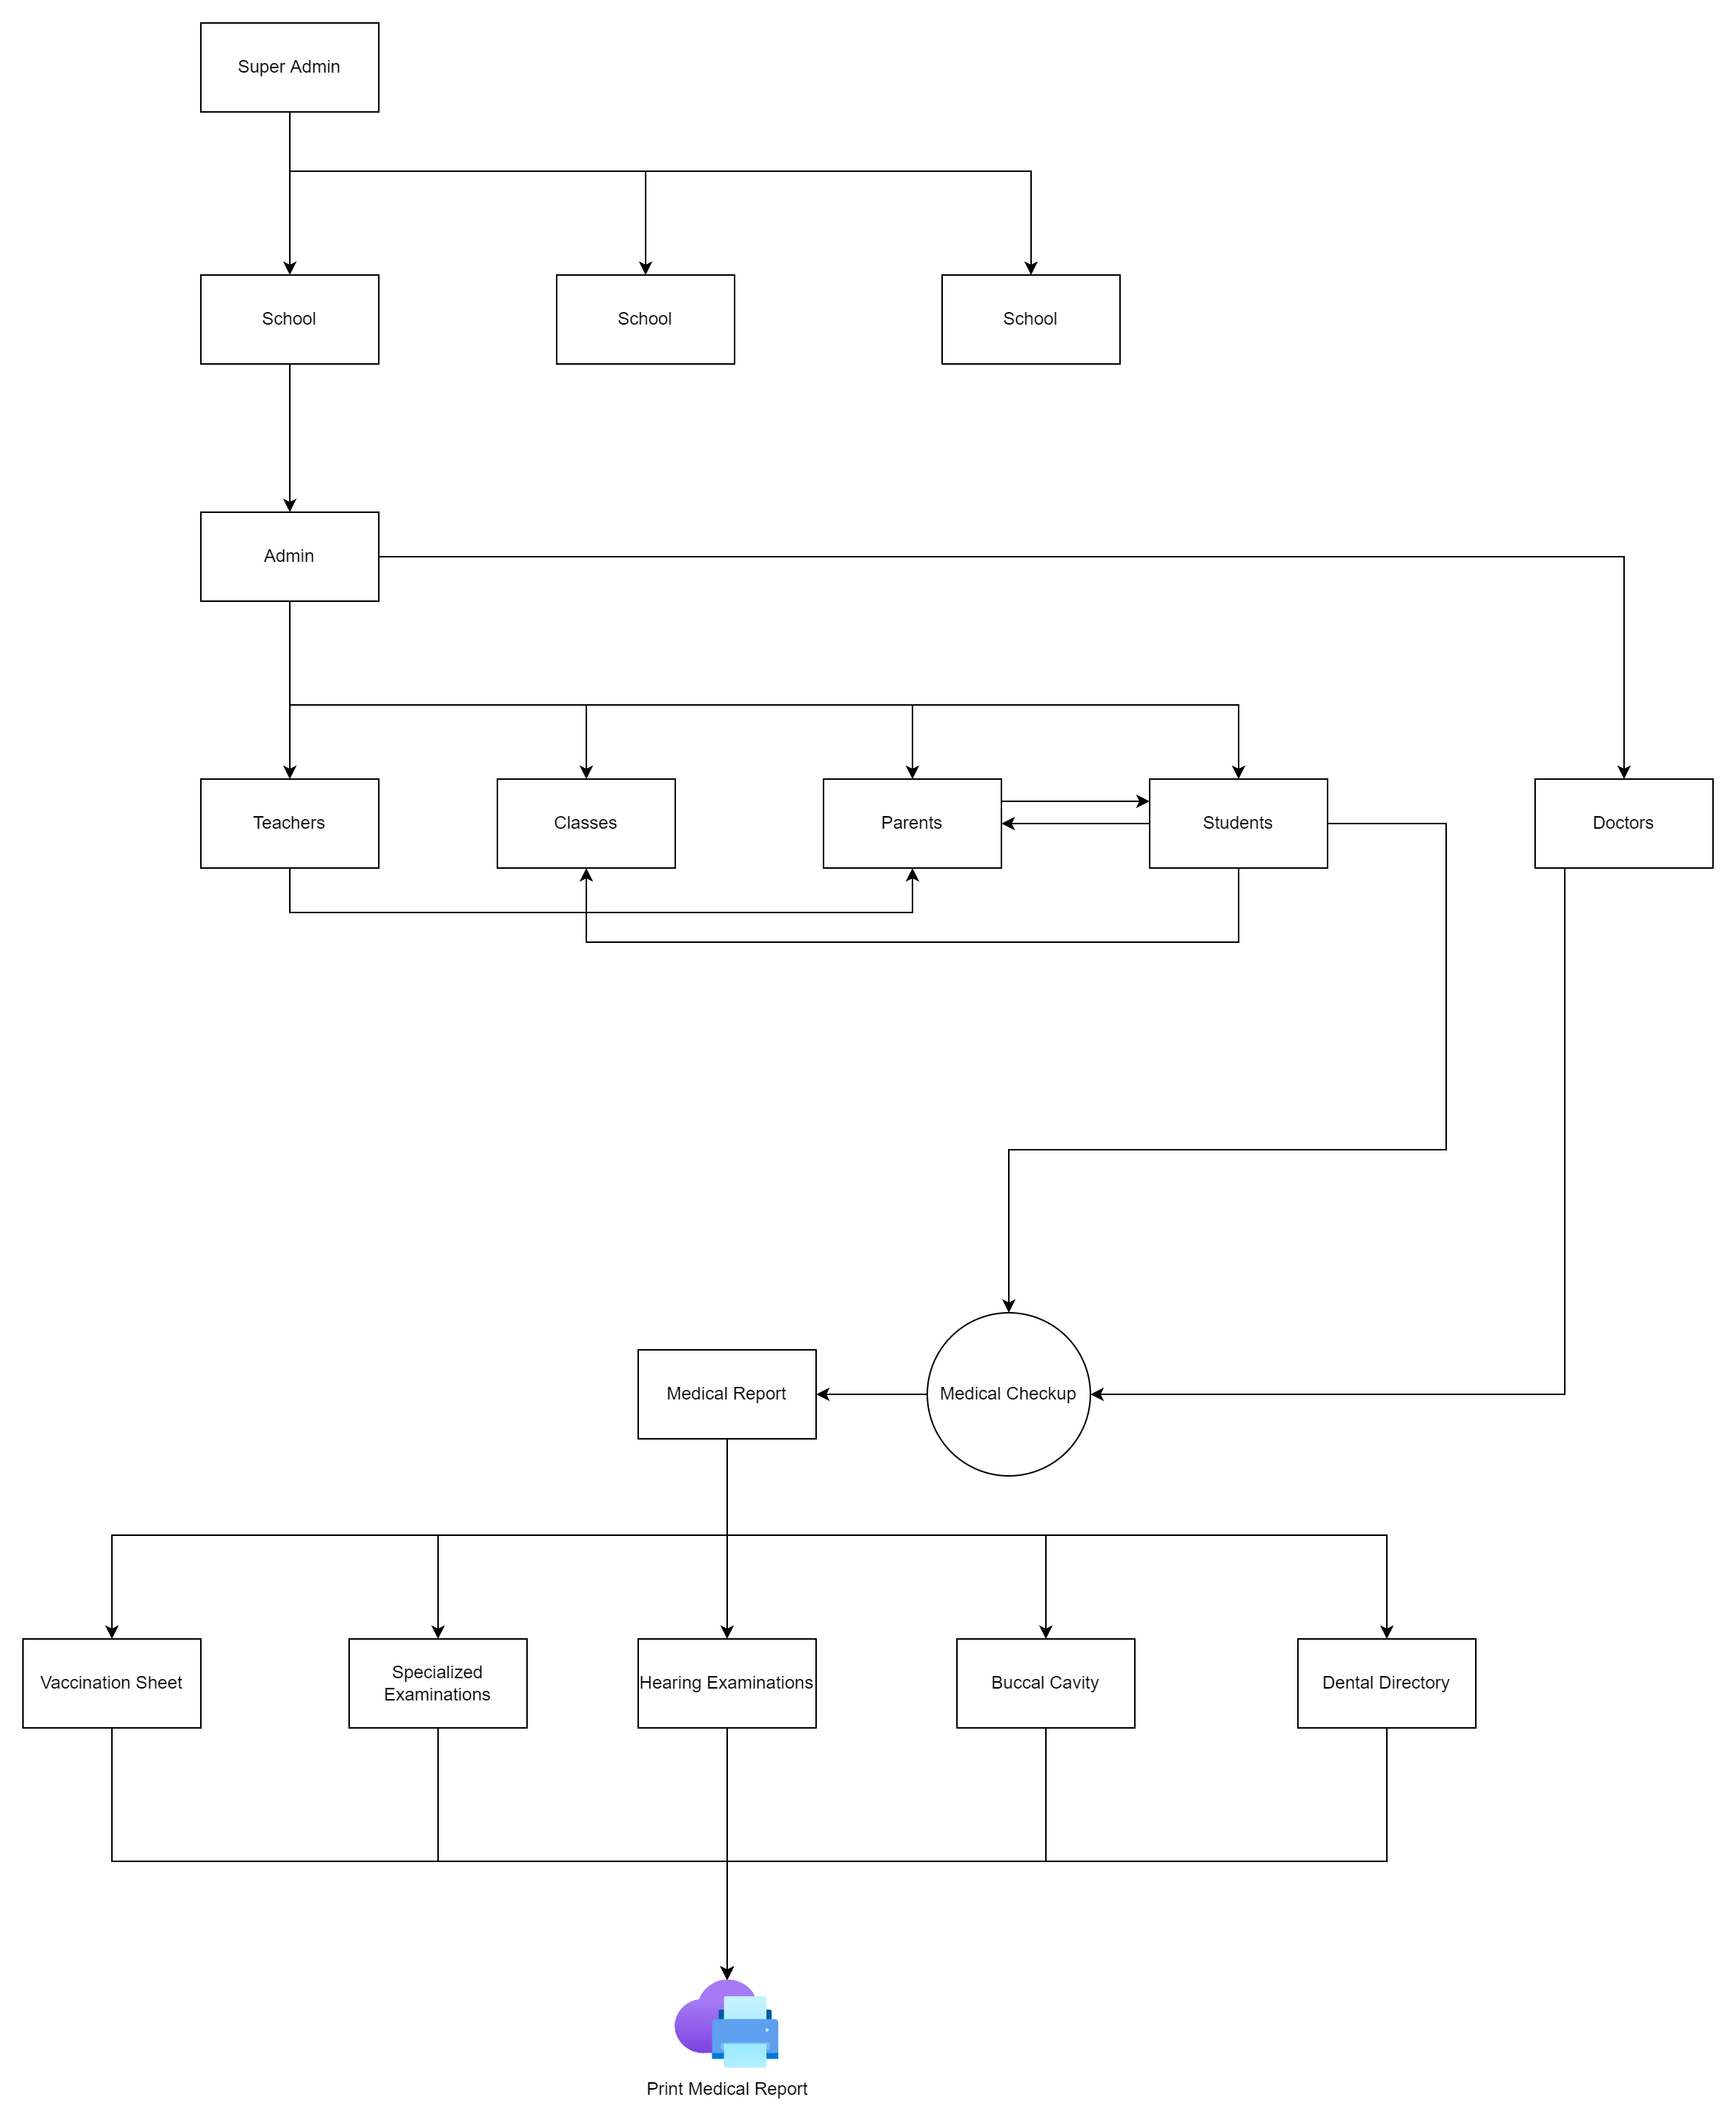 Super Admin
School
School
School
Admin
Teachers
Classes
Parents
Students
Doctors
Medical Report
Medical Checkup
Vaccination Sheet
Specialized
Examinations
Hearing Examinations
Buccal Cavity
Dental Directory
Print Medical Report